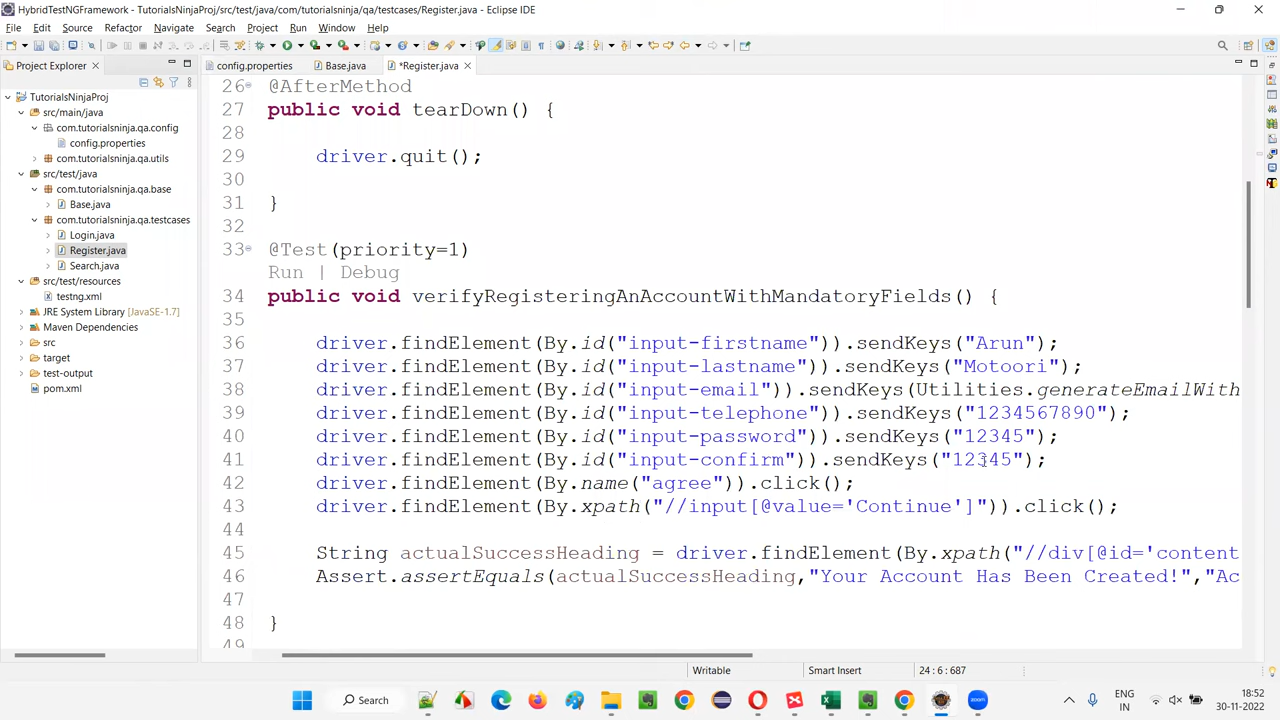 HybridTestNGFramework - TutorialsNinjaProj/src/test/java/com/tutorialsninja/qa/testcases/Register.java - Eclipse IDE
File Edit Source Refactor Navigate Search Project Run Window Help
Project Explorer
config.properties Base.java *Register.java
TutorialsNinjaProj
src/main/java
com.tutorialsninja.qa.config
config.properties
com.tutorialsninja.qa.utils
src/test/java
com.tutorialsninja.qa.base
Base.java
com.tutorialsninja.qa.testcases
Login.java
Register.java
Search.java
src/test/resources
testng.xml
JRE System Library [JavaSE-1.7]
Maven Dependencies
src
target
test-output
pom.xml
26 @AfterMethod
27 public void tearDown() {
28
29 driver.quit();
30
31 }
32
33 @Test(priority=1)
Run | Debug
34 public void verifyRegisteringAnAccountWithMandatoryFields() {
35
36 driver.findElement(By.id("input-firstname")).sendKeys("Arun");
37 driver.findElement(By.id("input-lastname")).sendKeys("Motoori");
38 driver.findElement(By.id("input-email")).sendKeys(Utilities.generateEmailWith
39 driver.findElement(By.id("input-telephone")).sendKeys("1234567890");
40 driver.findElement(By.id("input-password")).sendKeys("12345");
41 driver.findElement(By.id("input-confirm")).sendKeys("12345");
42 driver.findElement(By.name("agree")).click();
43 driver.findElement(By.xpath("//input[@value='Continue']")).click();
44
45 String actualSuccessHeading = driver.findElement(By.xpath("//div[@id='content
46 Assert.assertEquals(actualSuccessHeading,"Your Account Has Been Created!","Ac
47
48 }
49
Writable Smart Insert 24 : 6 : 687
Search
zoom
ENG
IN
18:52
30-11-2022